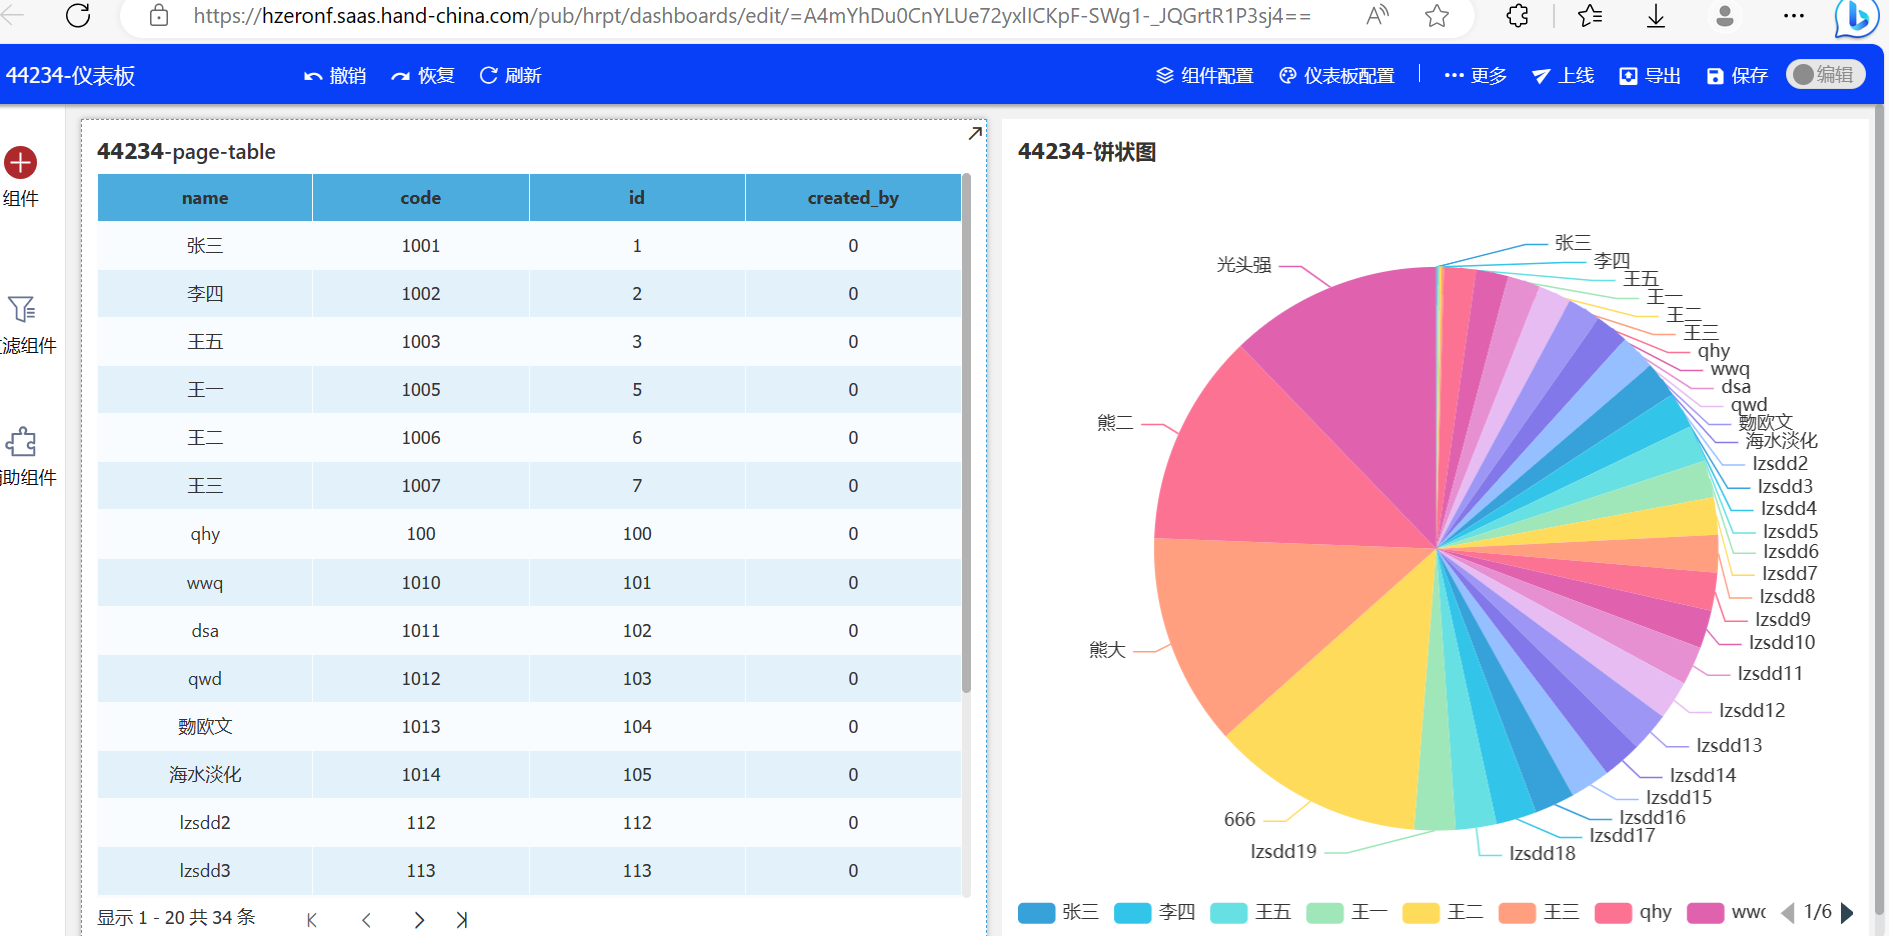 https://hzeronf.saas.hand-china.com/pub/hrpt/dashboards/edit/=A4mYhDu0CnYLUe72yxlICKpF-SWg1-_JQGrtR1P3sj4==
44234-仪表板 撤销 恢复 刷新 组件配置 仪表板配置 更多 上线 导出 保存 编辑
组件
滤组件
助组件
44234-page-table
name code id created_by
张三 1001 1 0
李四 1002 2 0
王五 1003 3 0
王一 1005 5 0
王二 1006 6 0
王三 1007 7 0
qhy 100 100 0
wwq 1010 101 0
dsa 1011 102 0
qwd 1012 103 0
欧文 1013 104 0
海水淡化 1014 105 0
lzsdd2 112 112 0
lzsdd3 113 113 0
显示 1 - 20 共 34 条
44234-饼状图
张三
李四
王五
王一
王二
王三
qhy
wwq
dsa
qwd
欧文
海水淡化
lzsdd2
lzsdd3
lzsdd4
lzsdd5
lzsdd6
lzsdd7
lzsdd8
lzsdd9
lzsdd10
lzsdd11
lzsdd12
lzsdd13
lzsdd14
lzsdd15
lzsdd16
lzsdd17
lzsdd18
lzsdd19
666
熊大
熊二
光头强
张三 李四 王五 王一 王二 王三 qhy wwq 1/6